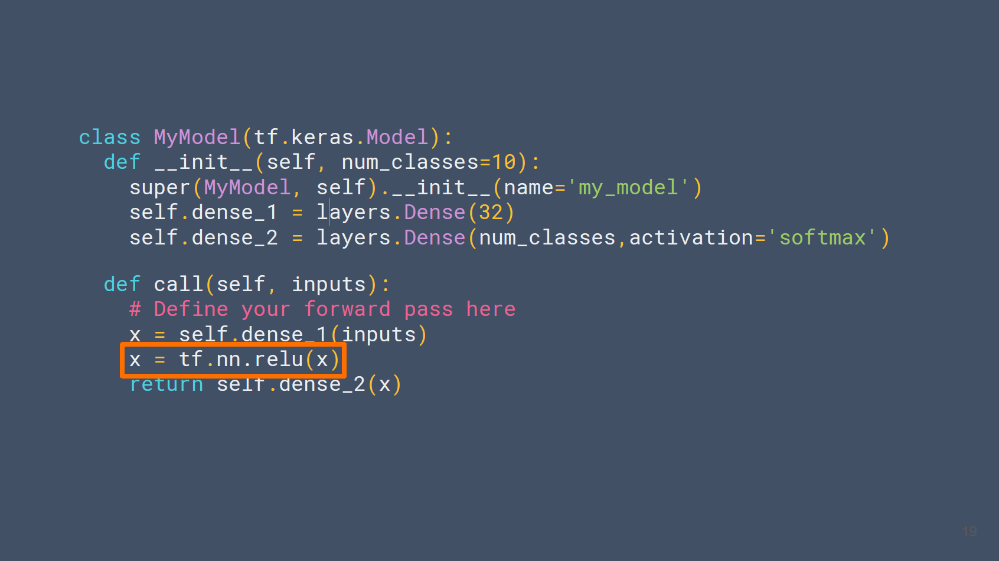 class MyModel(tf.keras.Model):
def __init__(self, num_classes=10):
super(MyModel, self).__init__(name='my_model')
self.dense_1 = layers.Dense(32)
self.dense_2 = layers.Dense(num_classes,activation='softmax')
def call(self, inputs):
# Define your forward pass here
x = self.dense_1(inputs)
x = tf.nn.relu(x)
return self.dense_2(x)
19